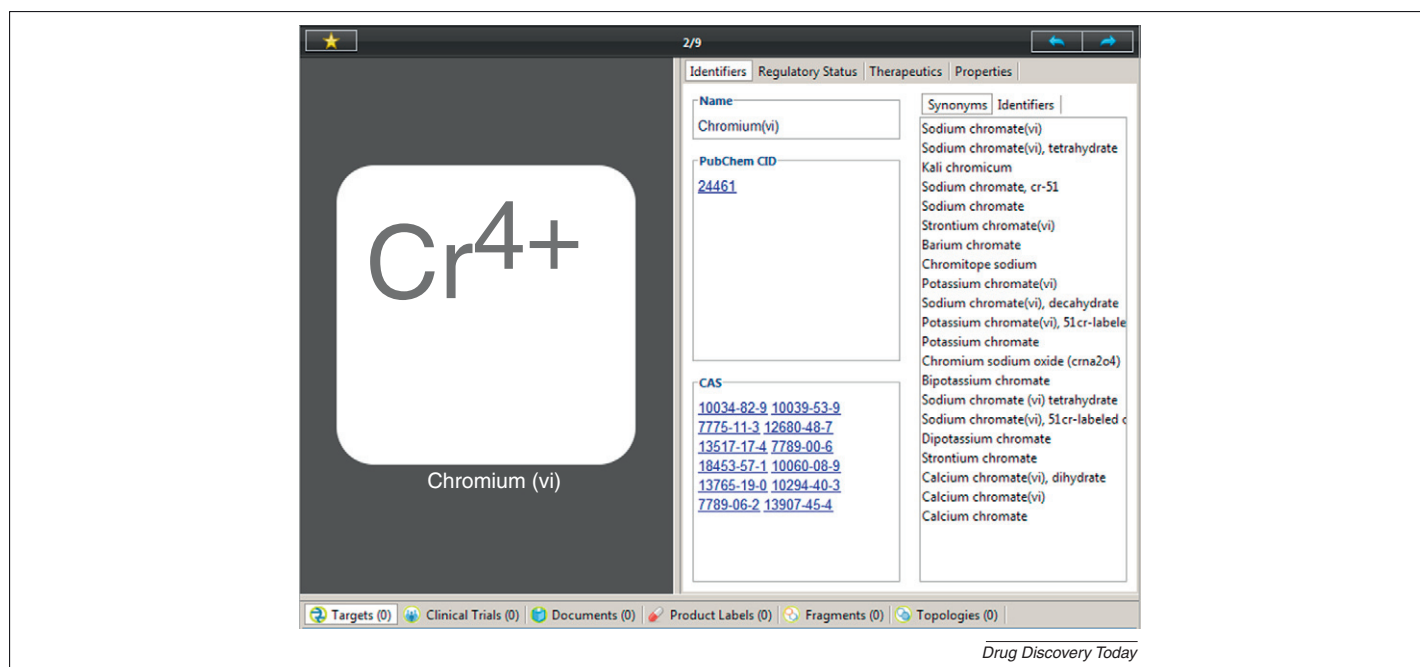 2/9
Identifiers Regulatory Status Therapeutics Properties
Cr4+
Chromium (vi)
Name
Chromium(vi)
PubChem CID
24461
CAS
10034-82-9 10039-53-9
7775-11-3 12680-48-7
13517-17-4 7789-00-6
18453-57-1 10060-08-9
13765-19-0 10294-40-3
7789-06-2 13907-45-4
Synonyms Identifiers
Sodium chromate(vi)
Sodium chromate(vi), tetrahydrate
Kali chromicum
Sodium chromate, cr-51
Sodium chromate
Strontium chromate(vi)
Barium chromate
Chromitope sodium
Potassium chromate(vi)
Sodium chromate(vi), decahydrate
Potassium chromate(vi), 51cr-labele
Potassium chromate
Chromium sodium oxide (crna2o4)
Bipotassium chromate
Sodium chromate (vi) tetrahydrate
Sodium chromate(vi), 51cr-labeled c
Dipotassium chromate
Strontium chromate
Calcium chromate(vi), dihydrate
Calcium chromate(vi)
Calcium chromate
Targets (0) Clinical Trials (0) Documents (0) Product Labels (0) Fragments (0) Topologies (0)
Drug Discovery Today